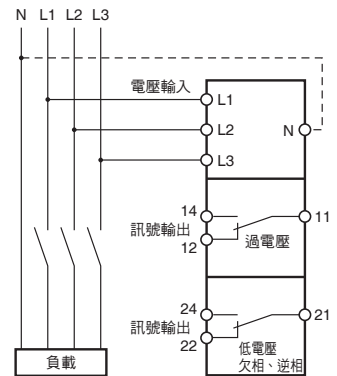 N L1 L2 L3
電壓輸入
L1
L2
N
L3
14
11
訊號輸出
過電壓
12
24
21
訊號輸出
22
低電壓
欠相、逆相
負載